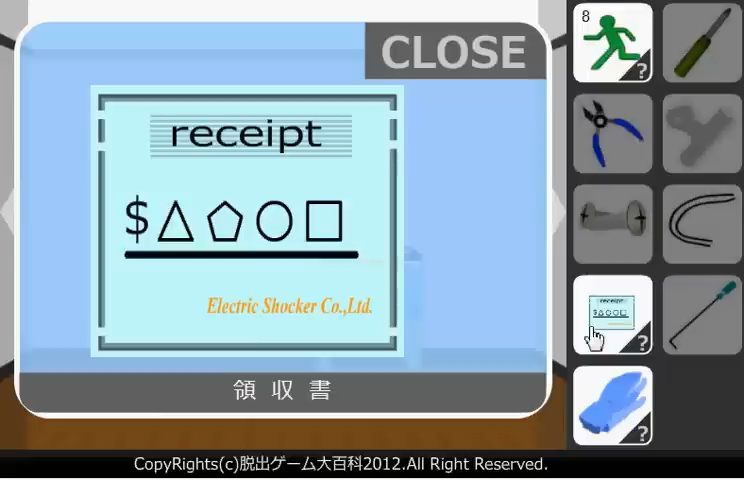 CLOSE
8
receipt
$△⬠○□
Electric Shocker Co.,Ltd.
?
?
?
領収書
CopyRights(c)脱出ゲーム大百科2012.All Right Reserved.